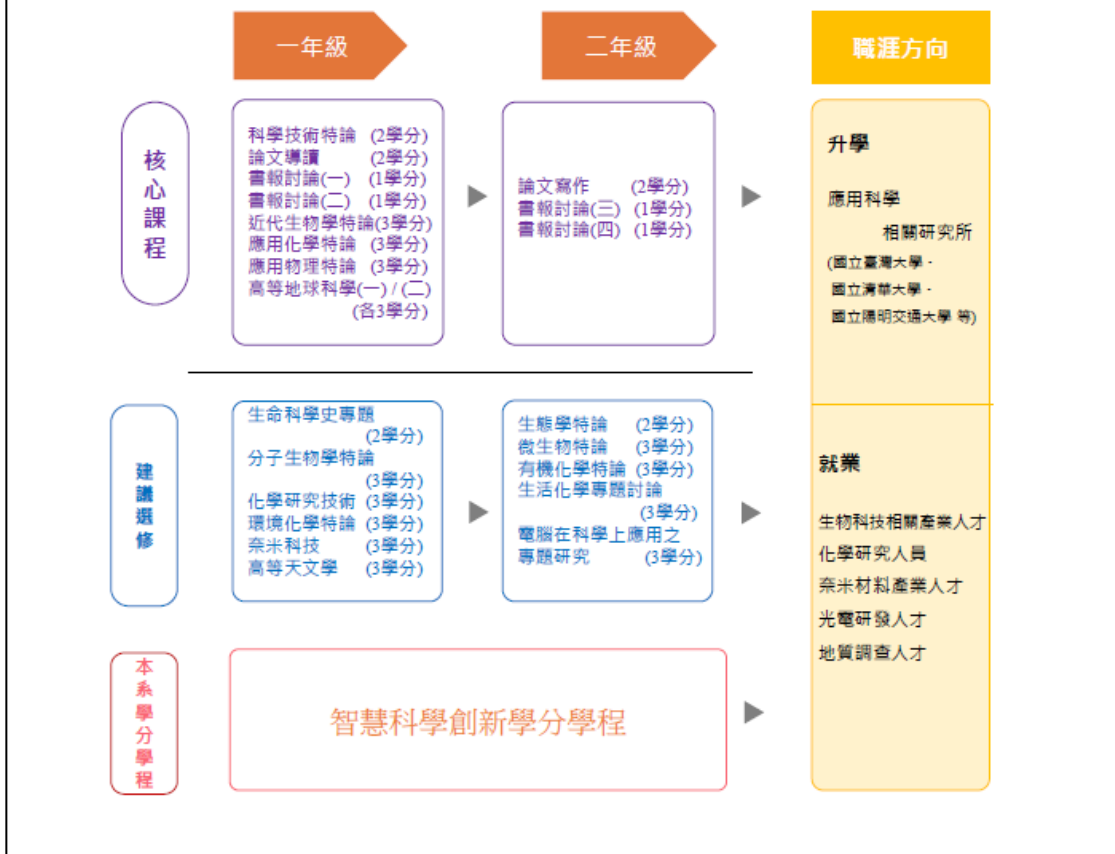 一年級
二年級
職涯方向
核心課程
科學技術特論 (2學分)
論文導讀 (2學分)
書報討論(一) (1學分)
書報討論(二) (1學分)
近代生物學特論(3學分)
應用化學特論 (3學分)
應用物理特論 (3學分)
高等地球科學(一) / (二)
(各3學分)
論文寫作 (2學分)
書報討論(三) (1學分)
書報討論(四) (1學分)
升學
應用科學
相關研究所
(國立臺灣大學、
國立清華大學、
國立陽明交通大學 等)
建議選修
生命科學史專題
(2學分)
分子生物學特論
(3學分)
化學研究技術 (3學分)
環境化學特論 (3學分)
奈米科技 (3學分)
高等天文學 (3學分)
生態學特論 (2學分)
微生物特論 (3學分)
有機化學特論 (3學分)
生活化學專題討論
(3學分)
電腦在科學上應用之
專題研究 (3學分)
就業
生物科技相關產業人才
化學研究人員
奈米材料產業人才
光電研發人才
地質調查人才
本系學分學程
智慧科學創新學分學程